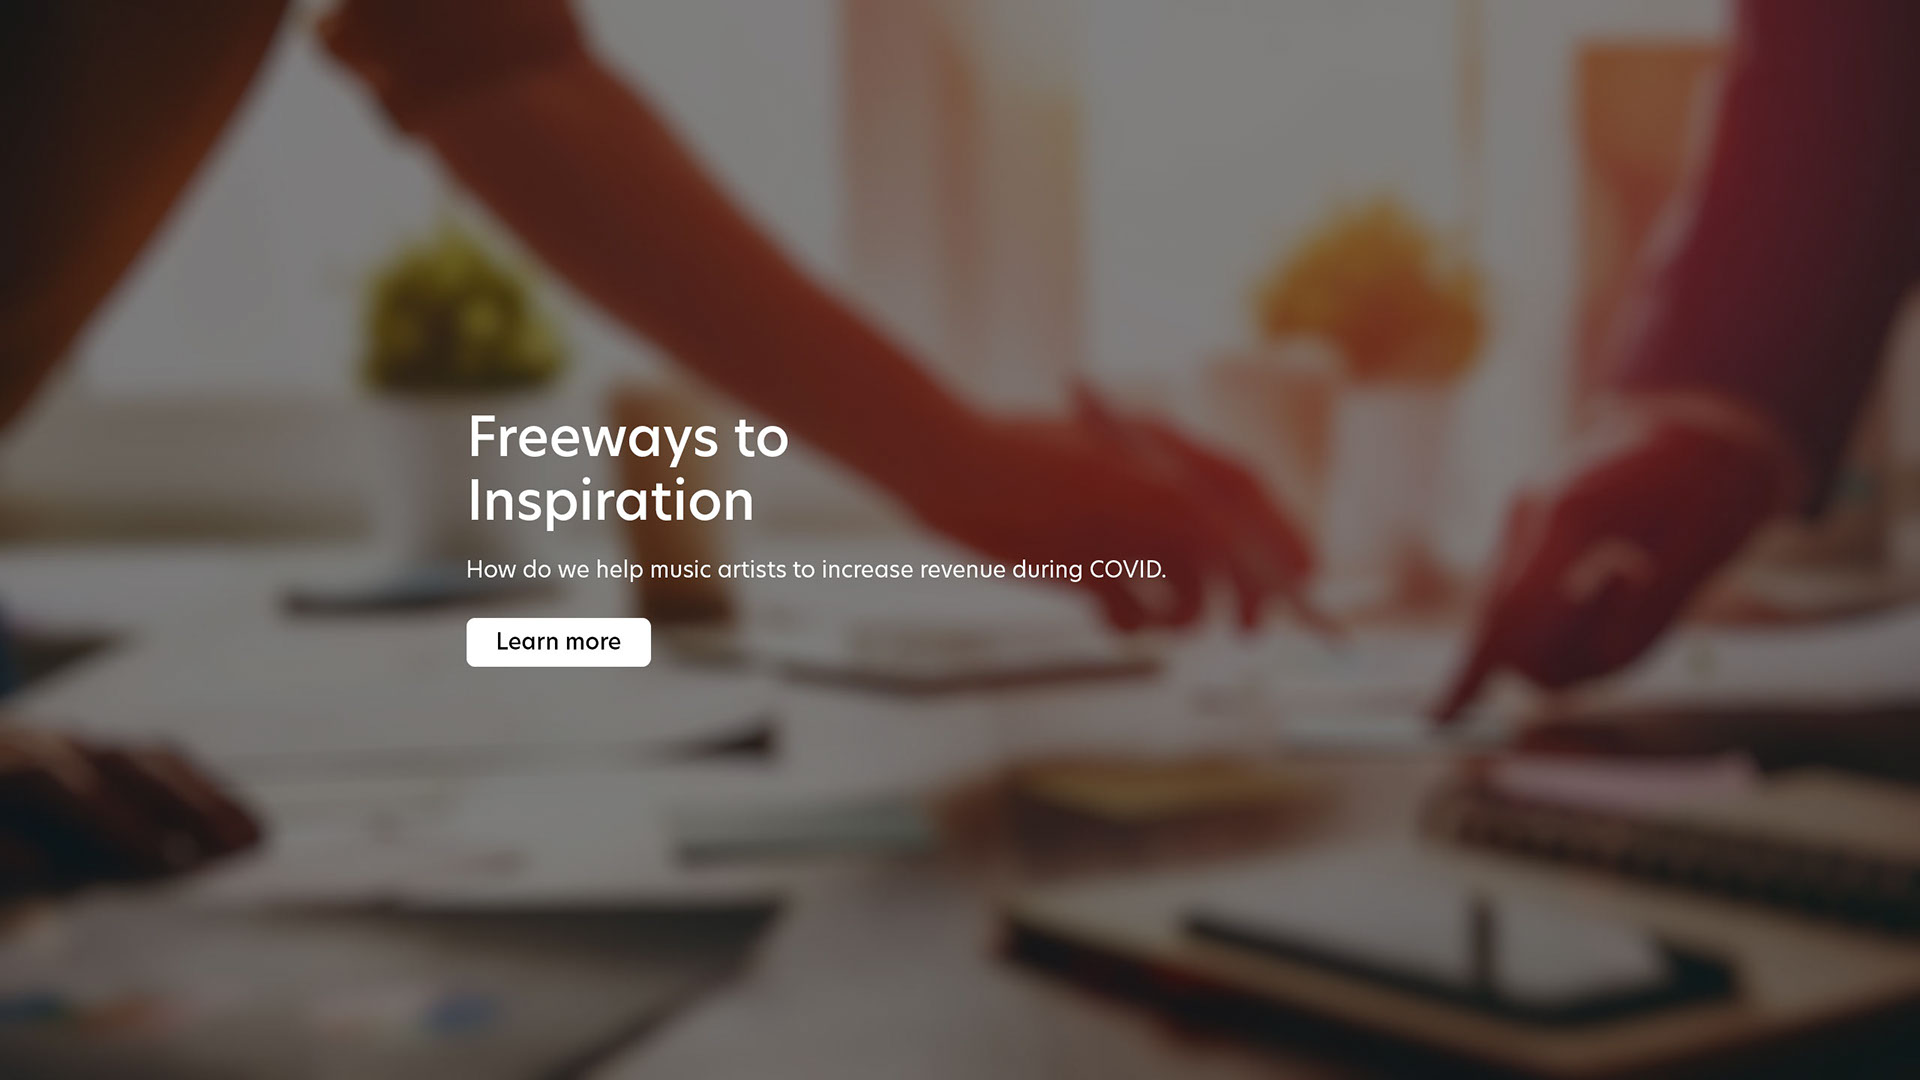 Freeways to
Inspiration
How do we help music artists to increase revenue during COVID.
Learn more